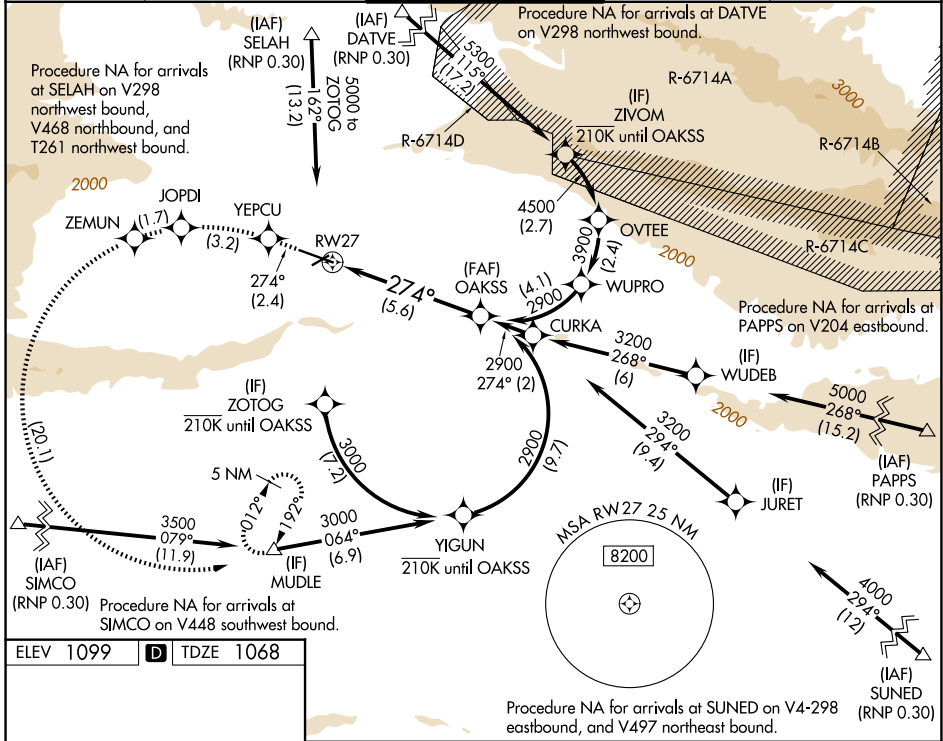 (IAF)
SELAH
(RNP 0.30)
(IAF)
DATVE
(RNP 0.30)
Procedure NA for arrivals at DATVE
on V298 northwest bound.
Procedure NA for arrivals
at SELAH on V298
northwest bound,
V468 northbound, and
T261 northwest bound.
5000 to
ZOTOG
162°
(13.2)
5300
115°
(17.2)
R-6714A
3000
(IF)
ZIVOM
210K until OAKSS
R-6714D
R-6714B
2000
JOPDI
ZEMUN
(1.7)
YEPCU
(3.2)
RW27
274°
(2.4)
4500
(2.7)
OVTEE
3900
(2.4)
2000
R-6714C
WUPRO
(4.1)
2900
(FAF)
OAKSS
274°
(5.6)
Procedure NA for arrivals at
PAPPS on V204 eastbound.
CURKA
2900
274° (2)
3200
268°
(6)
(IF)
WUDEB
2000
5000
268°
(15.2)
(IAF)
PAPPS
(RNP 0.30)
(IF)
ZOTOG
210K until OAKSS
3000
(7.2)
2900
(9.7)
3200
294°
(9.4)
(IF)
JURET
(20.1)
5 NM
012°
192°
3500
079°
(11.9)
(IAF)
SIMCO
(RNP 0.30)
(IF)
MUDLE
3000
064°
(6.9)
YIGUN
210K until OAKSS
MSA RW27 25 NM
8200
4000
294°
(12)
(IAF)
SUNED
(RNP 0.30)
Procedure NA for arrivals at
SIMCO on V448 southwest bound.
ELEV 1099 D TDZE 1068
Procedure NA for arrivals at SUNED on V4-298
eastbound, and V497 northeast bound.